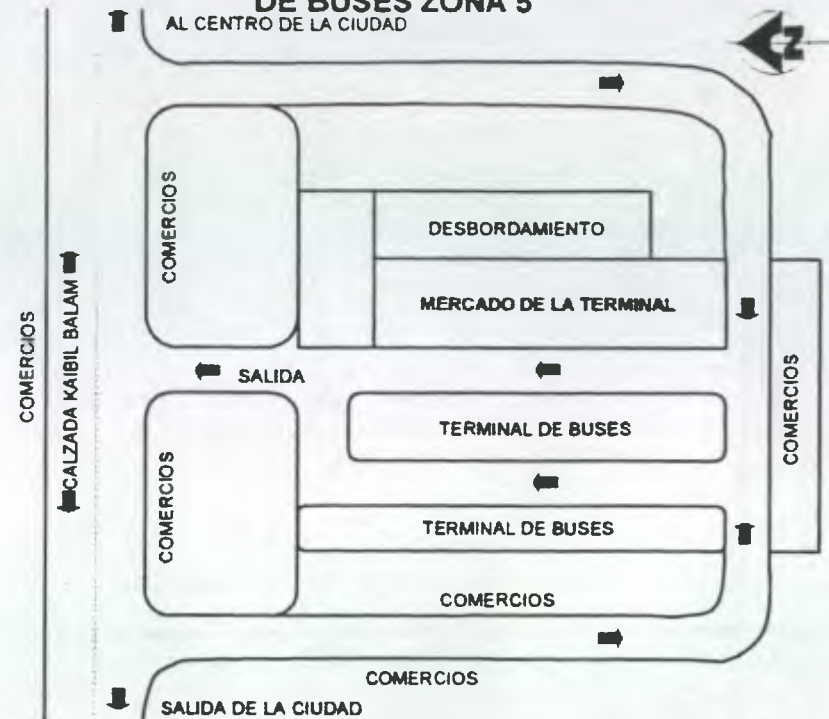 DE BUSES ZONA 5
AL CENTRO DE LA CIUDAD
Z
COMERCIOS
DESBORDAMIENTO
MERCADO DE LA TERMINAL
COMERCIOS
CALZADA KAIBIL BALAM
SALIDA
COMERCIOS
TERMINAL DE BUSES
COMERCIOS
TERMINAL DE BUSES
COMERCIOS
COMERCIOS
SALIDA DE LA CIUDAD